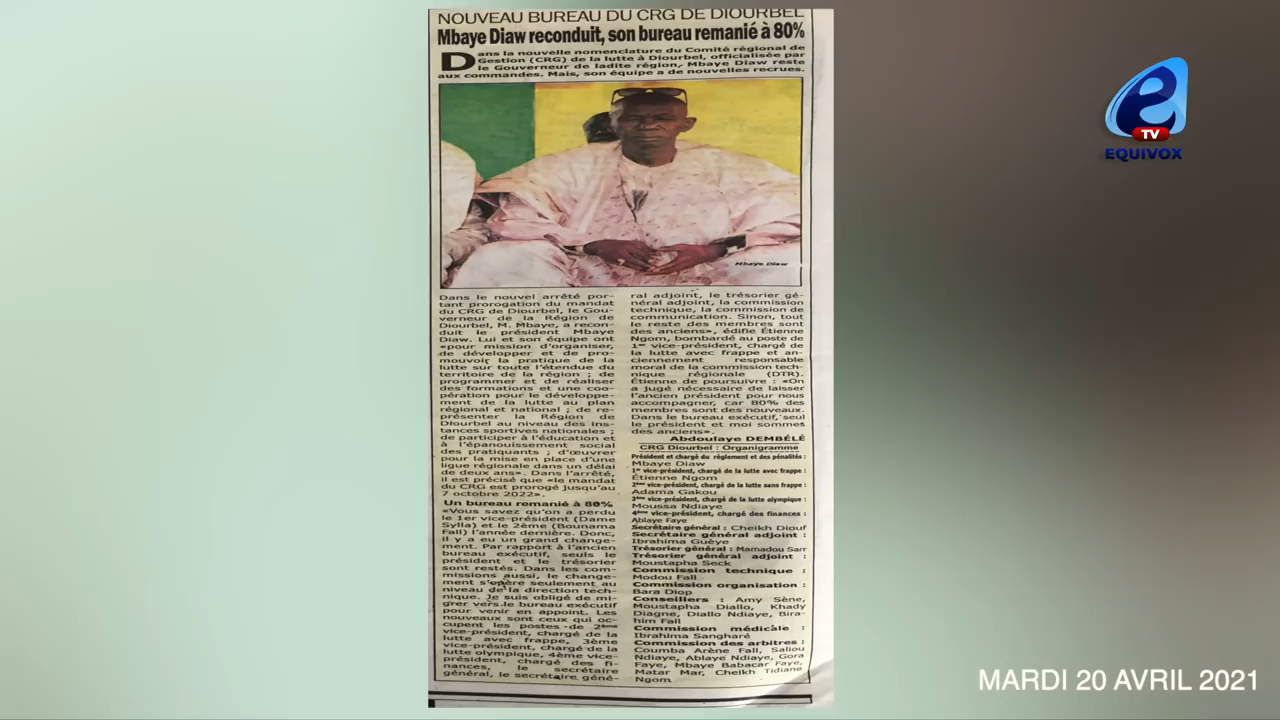 NOUVEAU BUREAU DU CRG DE DIOURBEL
Mbaye Diaw reconduit, son bureau remanié à 80%
Dans la nouvelle nomenclature du Comité régional de
Gestion (CRG) de la lutte à Diourbel, officialisée par
le Gouverneur de ladite région, Mbaye Diaw reste
aux commandes. Mais, son équipe a de nouvelles recrues.
Mbaye Diaw
Dans le nouvel arrêté por-
tant prorogation du mandat
du CRG de Diourbel, le Gou-
verneur de la Région de
Diourbel, M. Mbaye, a recon-
duit le président Mbaye
Diaw. Lui et son équipe ont
«pour mission d'organiser,
de développer et de pro-
mouvoir la pratique de la
lutte sur toute l'étendue du
territoire de la région ; de
programmer et de réaliser
des formations et une coo-
pération pour le développe-
ment de la lutte au plan
régional et national ; de re-
présenter la Région de
Diourbel au niveau des ins-
tances sportives nationales ;
de participer à l'éducation et
à l'épanouissement social
des pratiquants ; d'œuvrer
pour la mise en place d'une
ligue régionale dans un délai
de deux ans». Dans l'arrêté,
il est précisé que «le mandat
du CRG est prorogé jusqu'au
7 octobre 2022».
Un bureau remanié à 80%
«Vous savez qu'on a perdu
le 1er vice-président (Dame
Sylla) et le 2ème (Bounama
Fall) l'année dernière. Donc,
il y a eu un grand change-
ment. Par rapport à l'ancien
bureau exécutif, seuls le
président et le trésorier
sont restés. Dans les com-
missions aussi, le change-
ment s'opère seulement au
niveau de la direction tech-
nique. Je suis obligé de mi-
grer vers le bureau exécutif
pour venir en appoint. Les
nouveaux sont ceux qui oc-
cupent les postes de 2ème
vice-président, chargé de la
lutte avec frappe, 3ème
vice-président, chargé de la
lutte olympique, 4ème vice-
président, chargé des fi-
nances, le secrétaire
général, le secrétaire géné-
ral adjoint, le trésorier gé-
néral adjoint, la commission
technique, la commission de
communication. Sinon, tout
le reste des membres sont
des anciens», édifie Étienne
Ngom, bombardé au poste de
1er vice-président, chargé de
la lutte avec frappe et an-
ciennement responsable
moral de la commission tech-
nique régionale (DTR).
Étienne de poursuivre : «On
a jugé nécessaire de laisser
l'ancien président pour nous
accompagner, car 80% des
membres sont des nouveaux.
Dans le bureau exécutif, seul
le président et moi sommes
des anciens».
Abdoulaye DEMBÉLÉ
CRG Diourbel : Organigramme
Président et chargé du règlement et des pénalités :
Mbaye Diaw
1er vice-président, chargé de la lutte avec frappe :
Étienne Ngom
2ème vice-président, chargé de la lutte sans frappe :
Adama Gakou
3ème vice-président, chargé de la lutte olympique :
Moussa Ndiaye
4ème vice-président, chargé des finances :
Ablaye Faye
Secrétaire général : Cheikh Diouf
Secrétaire général adjoint :
Ibrahima Guèye
Trésorier général : Mamadou Sarr
Trésorier général adjoint :
Moustapha Seck
Commission technique :
Modou Fall
Commission organisation :
Bara Diop
Conseillers : Amy Sène,
Moustapha Diallo, Khady
Diagne, Diallo Ndiaye, Bira-
him Fall
Commission médicale :
Ibrahima Sangharé
Commission des arbitres :
Coumba Arène Fall, Saliou
Ndiaye, Ablaye Ndiaye, Gora
Faye, Mbaye Babacar Faye,
Matar Mar, Cheikh Tidiane
Ngom
e
TV
EQUIVOX
MARDI 20 AVRIL 2021